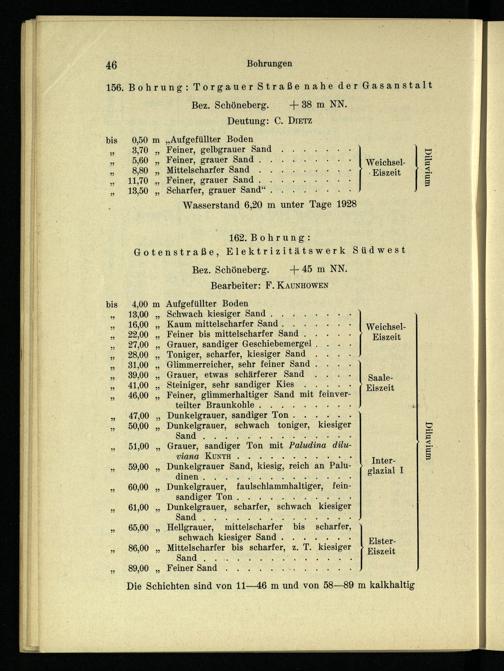 46 Bohrungen
156. Bohrung: Torgauer Straße nahe der Gasanstalt
Bez. Schöneberg. + 38 m NN.
Deutung: C. DIETZ
bis 0,50 m „Aufgefüllter Boden
„ 3,70 „ Feiner, gelbgrauer Sand . . . . . . .
„ 5,60 „ Feiner, grauer Sand . . . . . . . .
„ 8,80 „ Mittelscharfer Sand . . . . . . . .
„ 11,70 „ Feiner, grauer Sand . . . . . . . .
„ 13,50 „ Scharfer, grauer Sand“ . . . . . . .
Weichsel-
Eiszeit
Diluvium
Wasserstand 6,20 m unter Tage 1928
162. Bohrung:
Gotenstraße, Elektrizitätswerk Südwest
Bez. Schöneberg. + 45 m NN.
Bearbeiter: F. KAUNHOWEN
bis 4,00 m Aufgefüllter Boden
„ 13,00 „ Schwach kiesiger Sand . . . . . . .
„ 16,00 „ Kaum mittelscharfer Sand . . . . . .
„ 22,00 „ Feiner bis mittelscharfer Sand . . . .
„ 27,00 „ Grauer, sandiger Geschiebemergel . . .
„ 28,00 „ Toniger, scharfer, kiesiger Sand . . .
Weichsel-
Eiszeit
„ 31,00 „ Glimmerreicher, sehr feiner Sand . . .
„ 39,00 „ Grauer, etwas schärferer Sand . . . .
„ 41,00 „ Steiniger, sehr sandiger Kies . . . .
„ 46,00 „ Feiner, glimmerhaltiger Sand mit feinver-
teilter Braunkohle . . . . . . . .
Saale-
Eiszeit
„ 47,00 „ Dunkelgrauer, sandiger Ton . . . . .
„ 50,00 „ Dunkelgrauer, schwach toniger, kiesiger
Sand . . . . . . . . . . . . .
„ 51,00 „ Grauer, sandiger Ton mit Paludina dilu-
viana KUNTH . . . . . . . . . .
„ 59,00 „ Dunkelgrauer Sand, kiesig, reich an Palu-
dinen . . . . . . . . . . . . .
„ 60,00 „ Dunkelgrauer, faulschlammhaltiger, fein-
sandiger Ton . . . . . . . . . .
„ 61,00 „ Dunkelgrauer, scharfer, schwach kiesiger
Sand . . . . . . . . . . . . .
Inter-
glazial I
„ 65,00 „ Hellgrauer, mittelscharfer bis scharfer,
schwach kiesiger Sand . . . . . . .
„ 86,00 „ Mittelscharfer bis scharfer, z. T. kiesiger
Sand . . . . . . . . . . . . .
„ 89,00 „ Feiner Sand . . . . . . . . . . .
Elster-
Eiszeit
Diluvium
Die Schichten sind von 11—46 m und von 58—89 m kalkhaltig